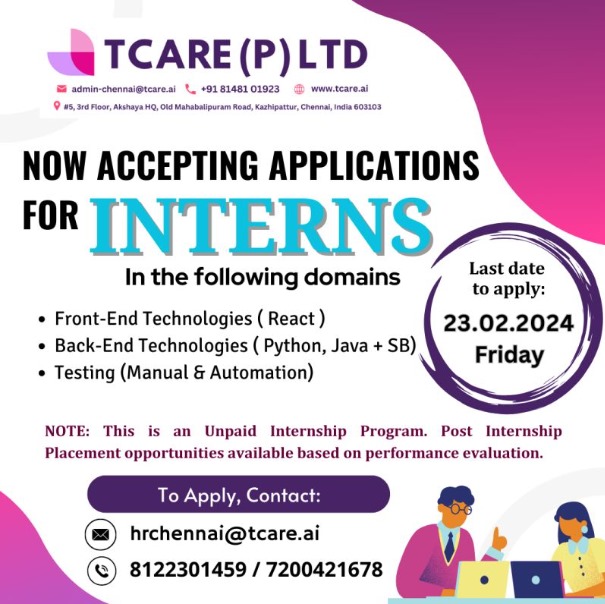 TCARE (P) LTD
admin-chennai@tcare.ai +91 81481 01923 www.tcare.ai
#5, 3rd Floor, Akshaya HQ, Old Mahabalipuram Road, Kazhipattur, Chennai, India 603103
NOW ACCEPTING APPLICATIONS
FOR INTERNS
In the following domains
• Front-End Technologies ( React )
• Back-End Technologies ( Python, Java + SB)
• Testing (Manual & Automation)
Last date
to apply:
23.02.2024
Friday
NOTE: This is an Unpaid Internship Program. Post Internship
Placement opportunities available based on performance evaluation.
To Apply, Contact:
hrchennai@tcare.ai
8122301459 / 7200421678